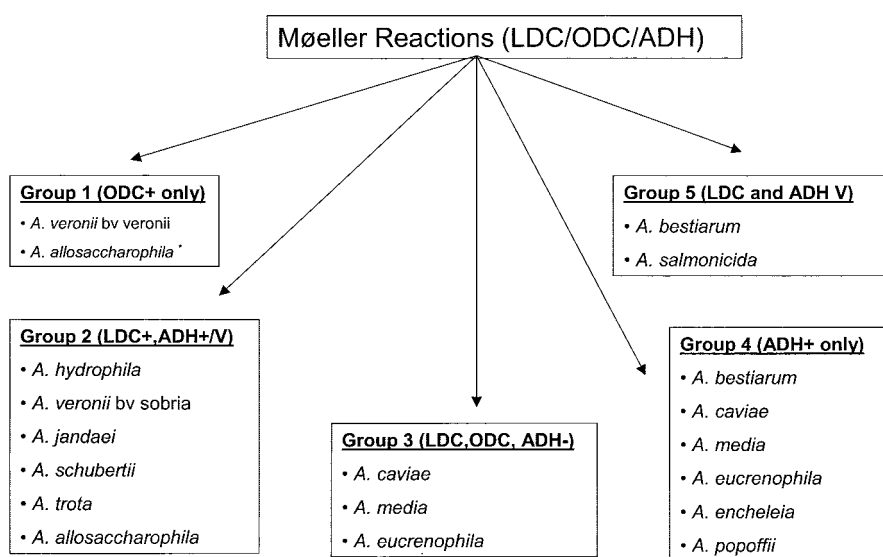 Møeller Reactions (LDC/ODC/ADH)
Group 1 (ODC+ only)
• A. veronii bv veronii
• A. allosaccharophila *
Group 5 (LDC and ADH V)
• A. bestiarum
• A. salmonicida
Group 2 (LDC+,ADH+/V)
• A. hydrophila
• A. veronii bv sobria
• A. jandaei
• A. schubertii
• A. trota
• A. allosaccharophila
Group 3 (LDC,ODC, ADH-)
• A. caviae
• A. media
• A. eucrenophila
Group 4 (ADH+ only)
• A. bestiarum
• A. caviae
• A. media
• A. eucrenophila
• A. encheleia
• A. popoffii